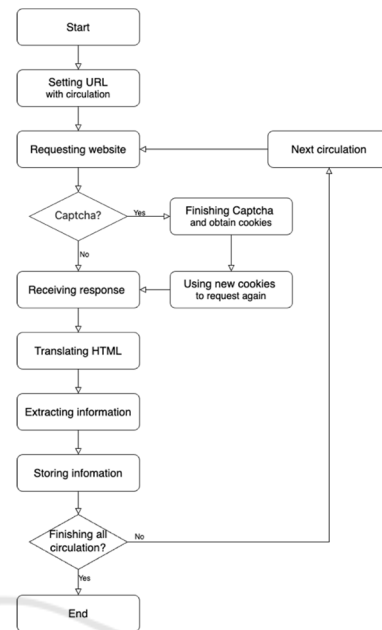 Start
Setting URL
with circulation
Requesting website
Next circulation
Captcha?
Yes
Finishing Captcha
and obtain cookies
No
Receiving response
Using new cookies
to request again
Translating HTML
Extracting information
Storing infomation
Finishing all
circulation?
No
Yes
End